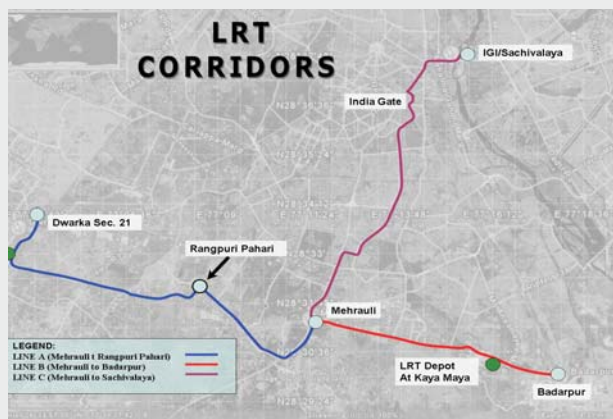 LRT
CORRIDORS
IGI/Sachivalaya
India Gate
Dwarka Sec. 21
Rangpuri Pahari
Mehrauli
LEGEND:
LINE A (Mehrauli t Rangpuri Pahari)
LINE B (Mehrauli to Badarpur)
LINE C (Mehrauli to Sachivalaya)
LRT Depot
At Kaya Maya
Badarpur